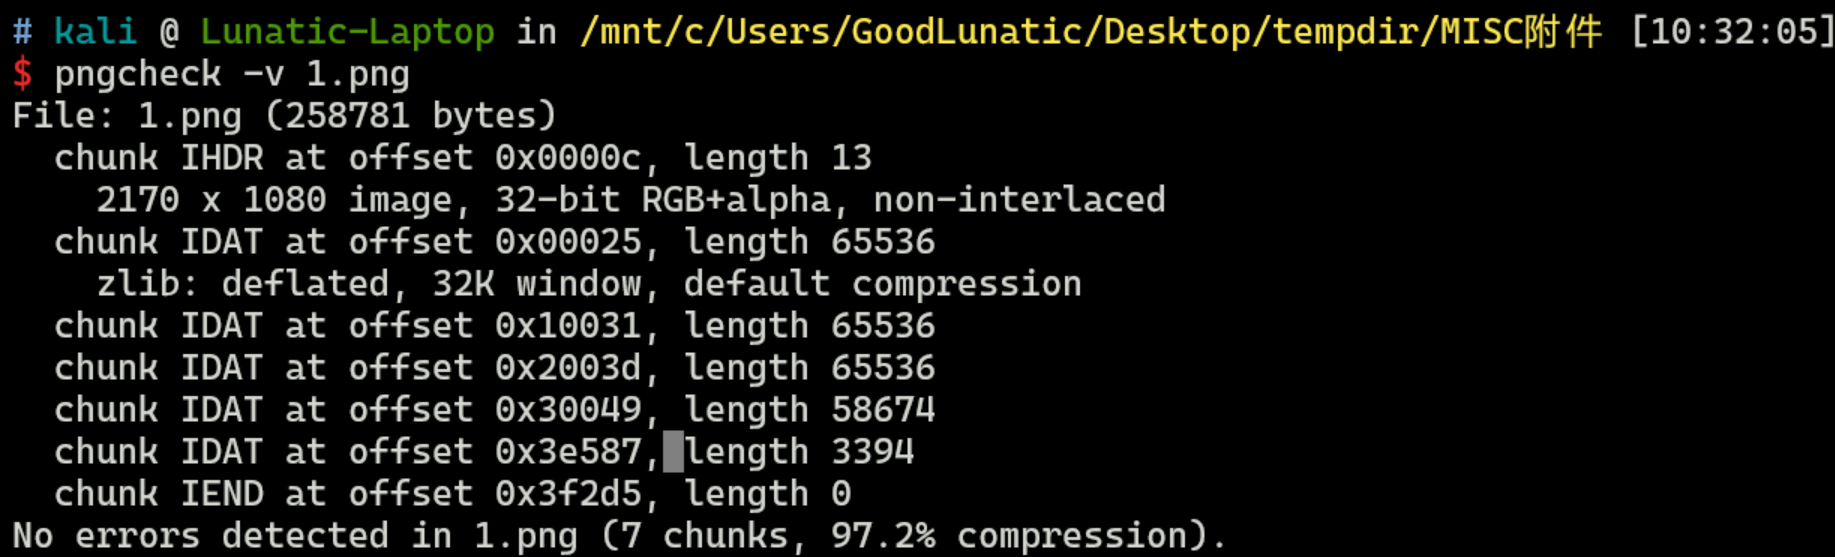 # kali @ Lunatic-Laptop in /mnt/c/Users/GoodLunatic/Desktop/tempdir/MISC附件 [10:32:05]
$ pngcheck -v 1.png
File: 1.png (258781 bytes)
  chunk IHDR at offset 0x0000c, length 13
    2170 x 1080 image, 32-bit RGB+alpha, non-interlaced
  chunk IDAT at offset 0x00025, length 65536
    zlib: deflated, 32K window, default compression
  chunk IDAT at offset 0x10031, length 65536
  chunk IDAT at offset 0x2003d, length 65536
  chunk IDAT at offset 0x30049, length 58674
  chunk IDAT at offset 0x3e587, length 3394
  chunk IEND at offset 0x3f2d5, length 0
No errors detected in 1.png (7 chunks, 97.2% compression).